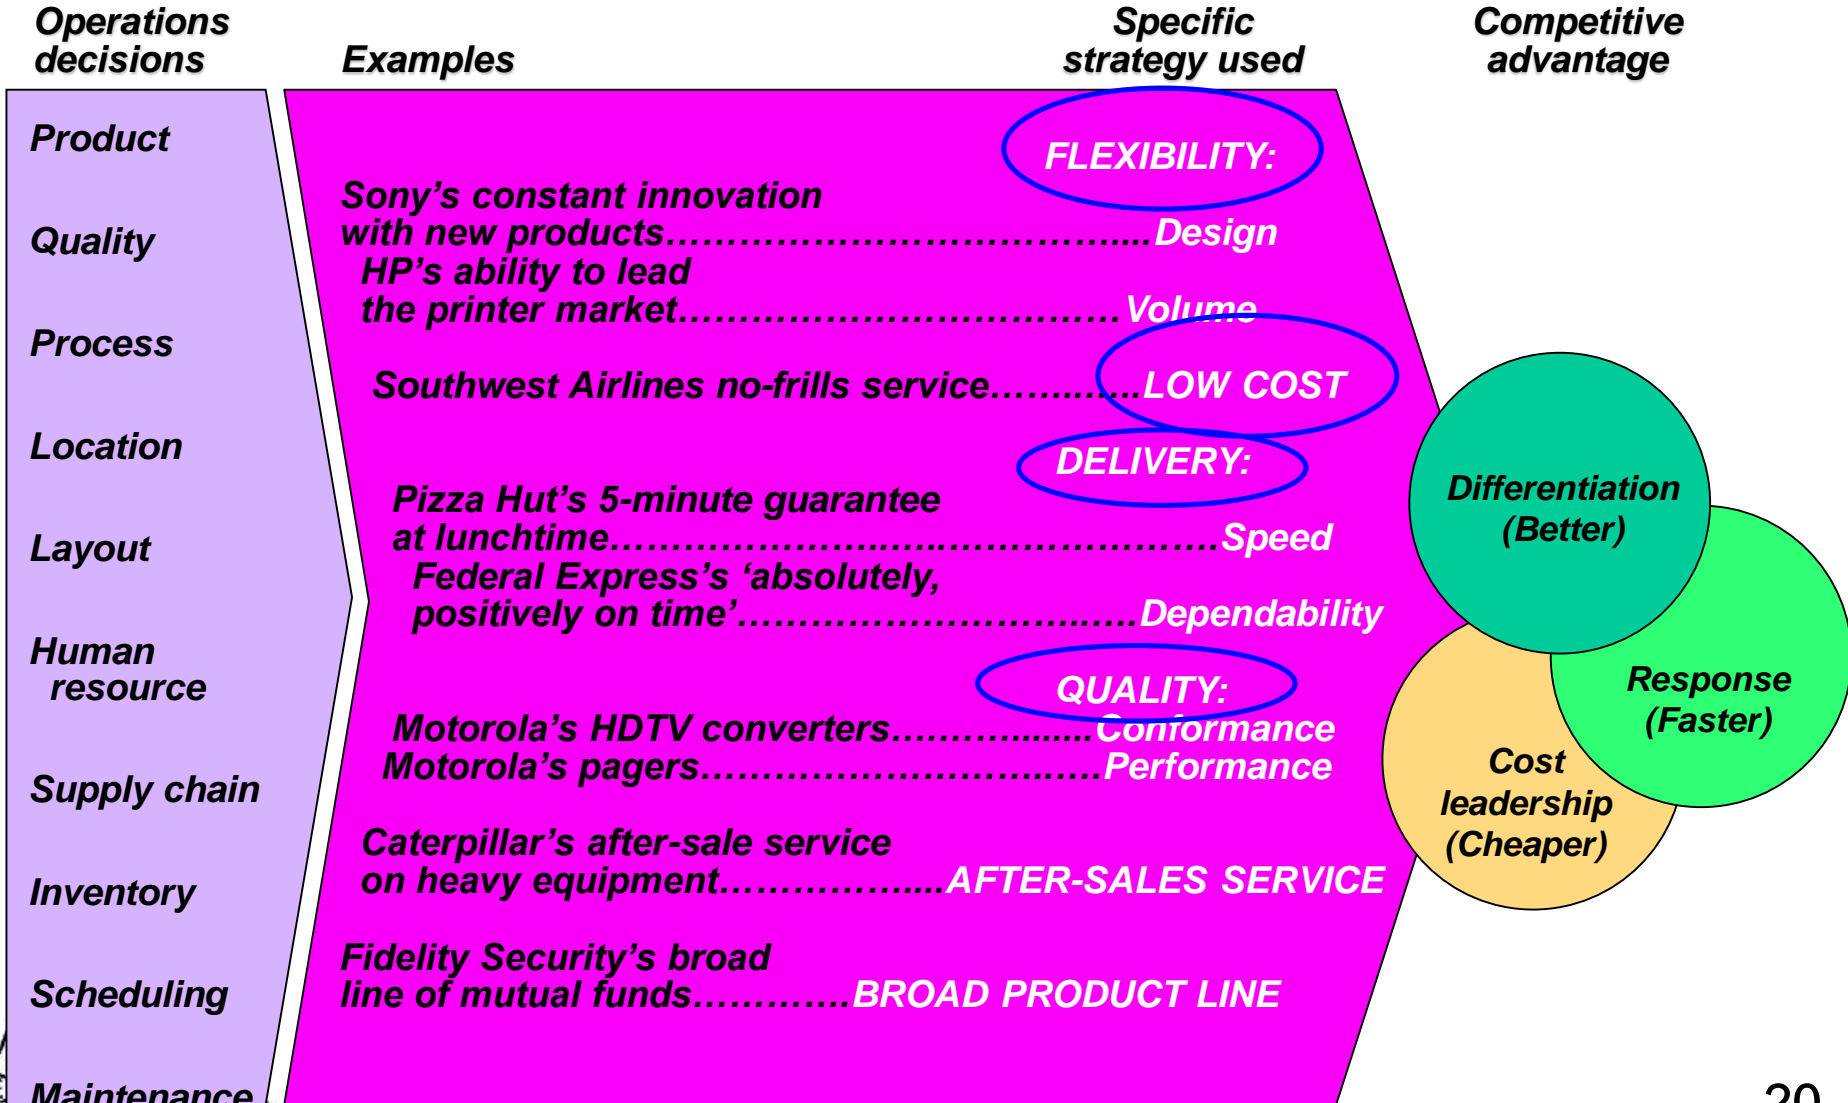 Operations
decisions
Examples
Specific
strategy used
Competitive
advantage
Product
Quality
Process
Location
Layout
Human
resource
Supply chain
Inventory
Scheduling
Maintenance
FLEXIBILITY:
Sony’s constant innovation
with new products…………………………………....Design
HP’s ability to lead
the printer market………………………………Volume
Southwest Airlines no-frills service……..…..LOW COST
DELIVERY:
Pizza Hut’s 5-minute guarantee
at lunchtime…………………..…..………………….Speed
Federal Express’s ‘absolutely,
positively on time’………………………..….Dependability
QUALITY:
Motorola’s HDTV converters….……........Conformance
Motorola’s pagers……………………...….Performance
Caterpillar’s after-sale service
on heavy equipment……………....AFTER-SALES SERVICE
Fidelity Security’s broad
line of mutual funds………….BROAD PRODUCT LINE
Differentiation
(Better)
Response
(Faster)
Cost
leadership
(Cheaper)
20